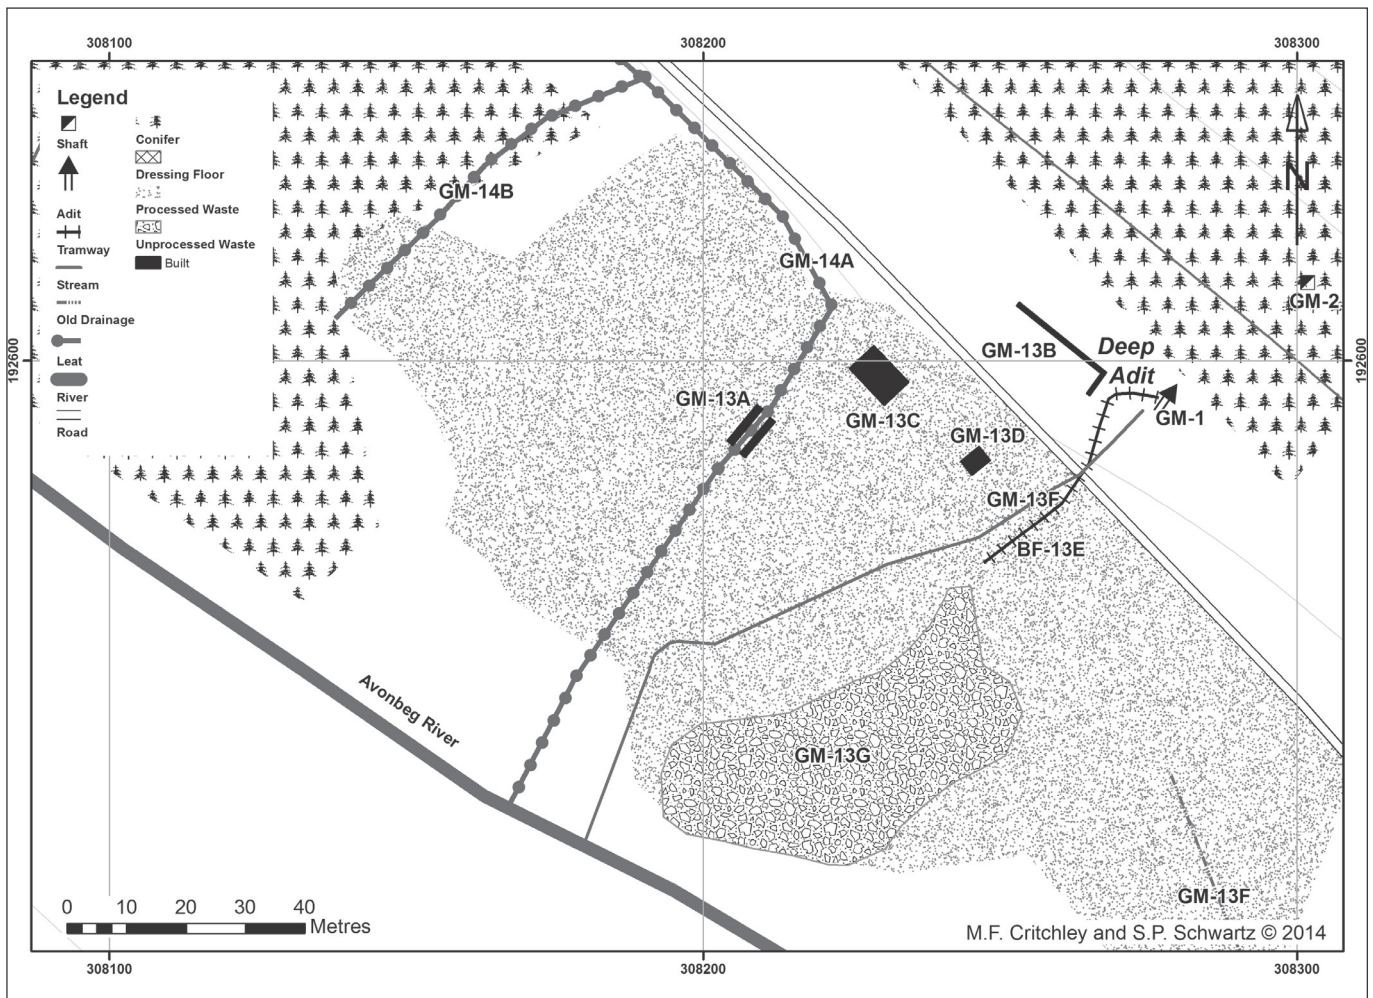 308100
308200
308300
Legend
Shaft
Adit
Tramway
Stream
Old Drainage
Leat
River
Road
Conifer
Dressing Floor
Processed Waste
Unprocessed Waste
Built
GM-14B
GM-14A
N
GM-2
192600
192600
GM-13B
Deep
Adit
GM-1
GM-13A
GM-13C
GM-13D
GM-13F
BF-13E
Avonbeg River
GM-13G
GM-13F
0 10 20 30 40
Metres
M.F. Critchley and S.P. Schwartz © 2014
308100
308200
308300